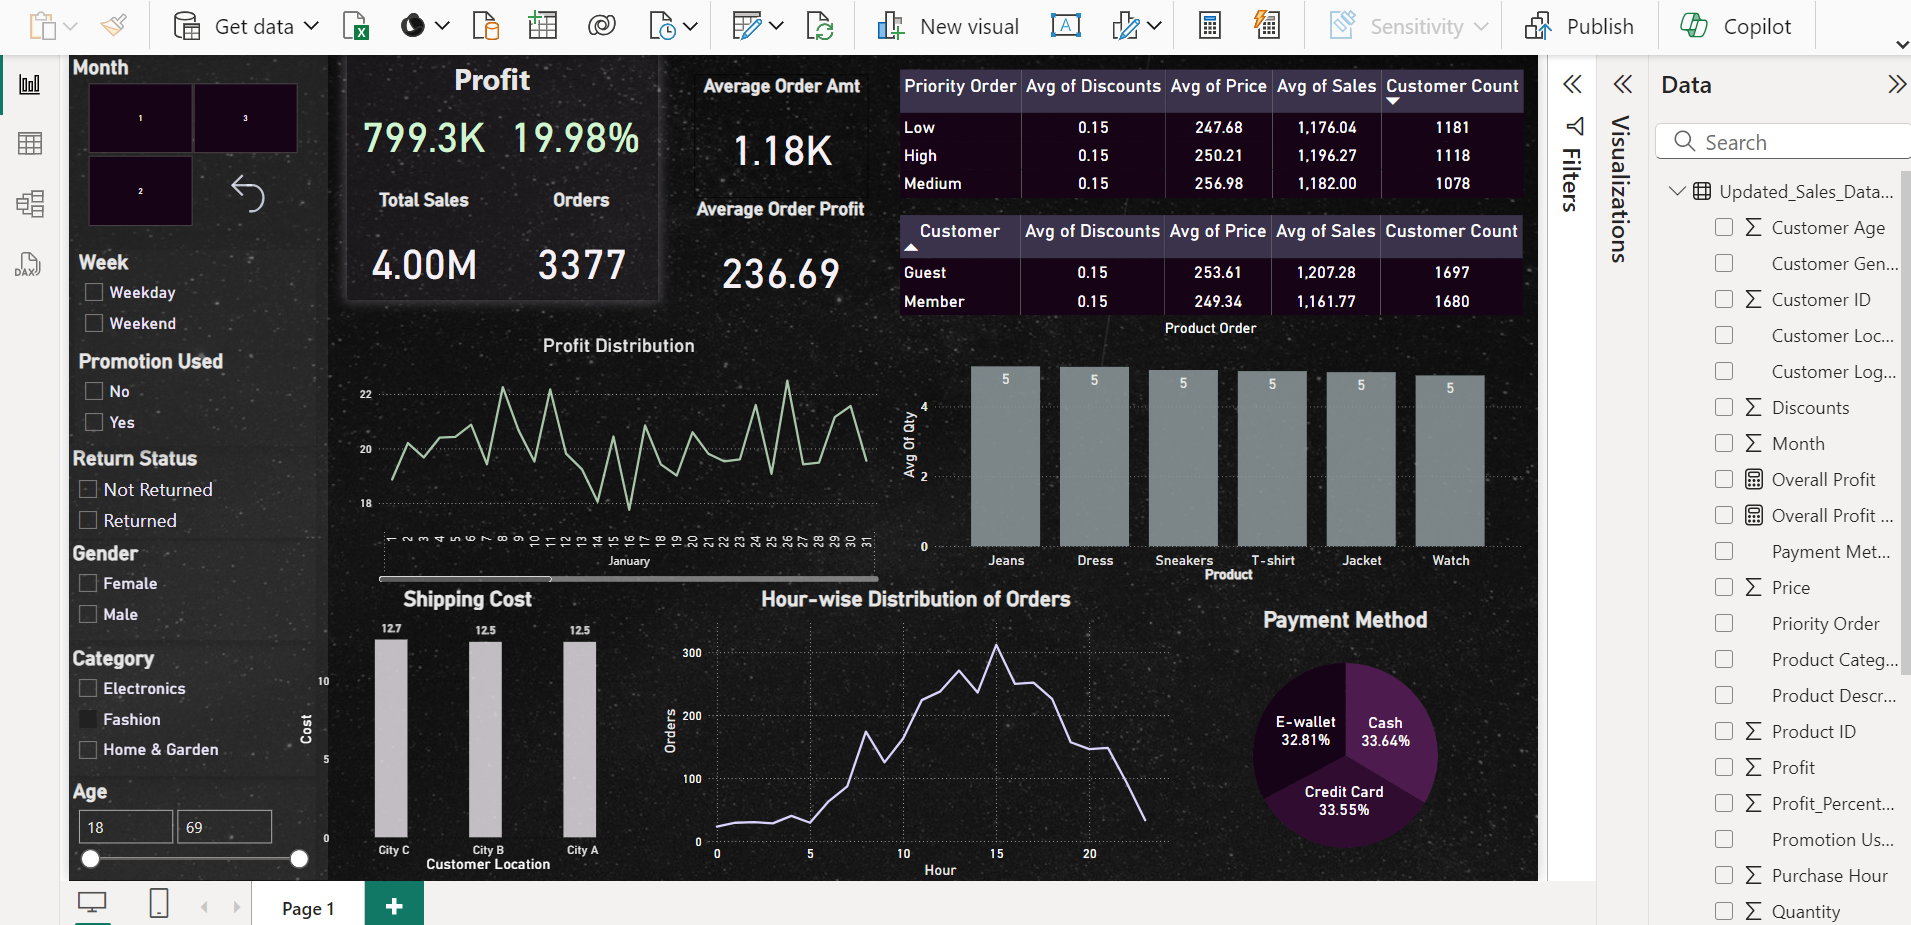 Get data
New visual
Sensitivity
Publish
Copilot
Month
1
3
2
Week
Weekday
Weekend
Promotion Used
No
Yes
Return Status
Not Returned
Returned
Gender
Female
Male
Category
Electronics
Fashion
Home & Garden
Age
18
69
Profit
799.3K 19.98%
Total Sales Orders
4.00M 3377
Average Order Amt
1.18K
Average Order Profit
236.69
Priority Order Avg of Discounts Avg of Price Avg of Sales Customer Count
Low 0.15 247.68 1,176.04 1181
High 0.15 250.21 1,196.27 1118
Medium 0.15 256.98 1,182.00 1078
Customer Avg of Discounts Avg of Price Avg of Sales Customer Count
Guest 0.15 253.61 1,207.28 1697
Member 0.15 249.34 1,161.77 1680
Profit Distribution
22
20
18
1 2 3 4 5 6 7 8 9 10 11 12 13 14 15 16 17 18 19 20 21 22 23 24 25 26 27 28 29 30 31
January
Product Order
Avg Of Qty
4
2
0
5 5 5 5 5 5
Jeans Dress Sneakers T-shirt Jacket Watch
Product
Shipping Cost
12.7 12.5 12.5
Cost
10
5
0
City C City B City A
Customer Location
Hour-wise Distribution of Orders
Orders
300
200
100
0
0 5 10 15 20
Hour
Payment Method
E-wallet
32.81%
Cash
33.64%
Credit Card
33.55%
Filters
Visualizations
Data
Search
Updated_Sales_Data...
Customer Age
Customer Gen...
Customer ID
Customer Loc...
Customer Log...
Discounts
Month
Overall Profit
Overall Profit ...
Payment Met...
Price
Priority Order
Product Categ...
Product Descr...
Product ID
Profit
Profit_Percent...
Promotion Us...
Purchase Hour
Quantity
DAX
Page 1